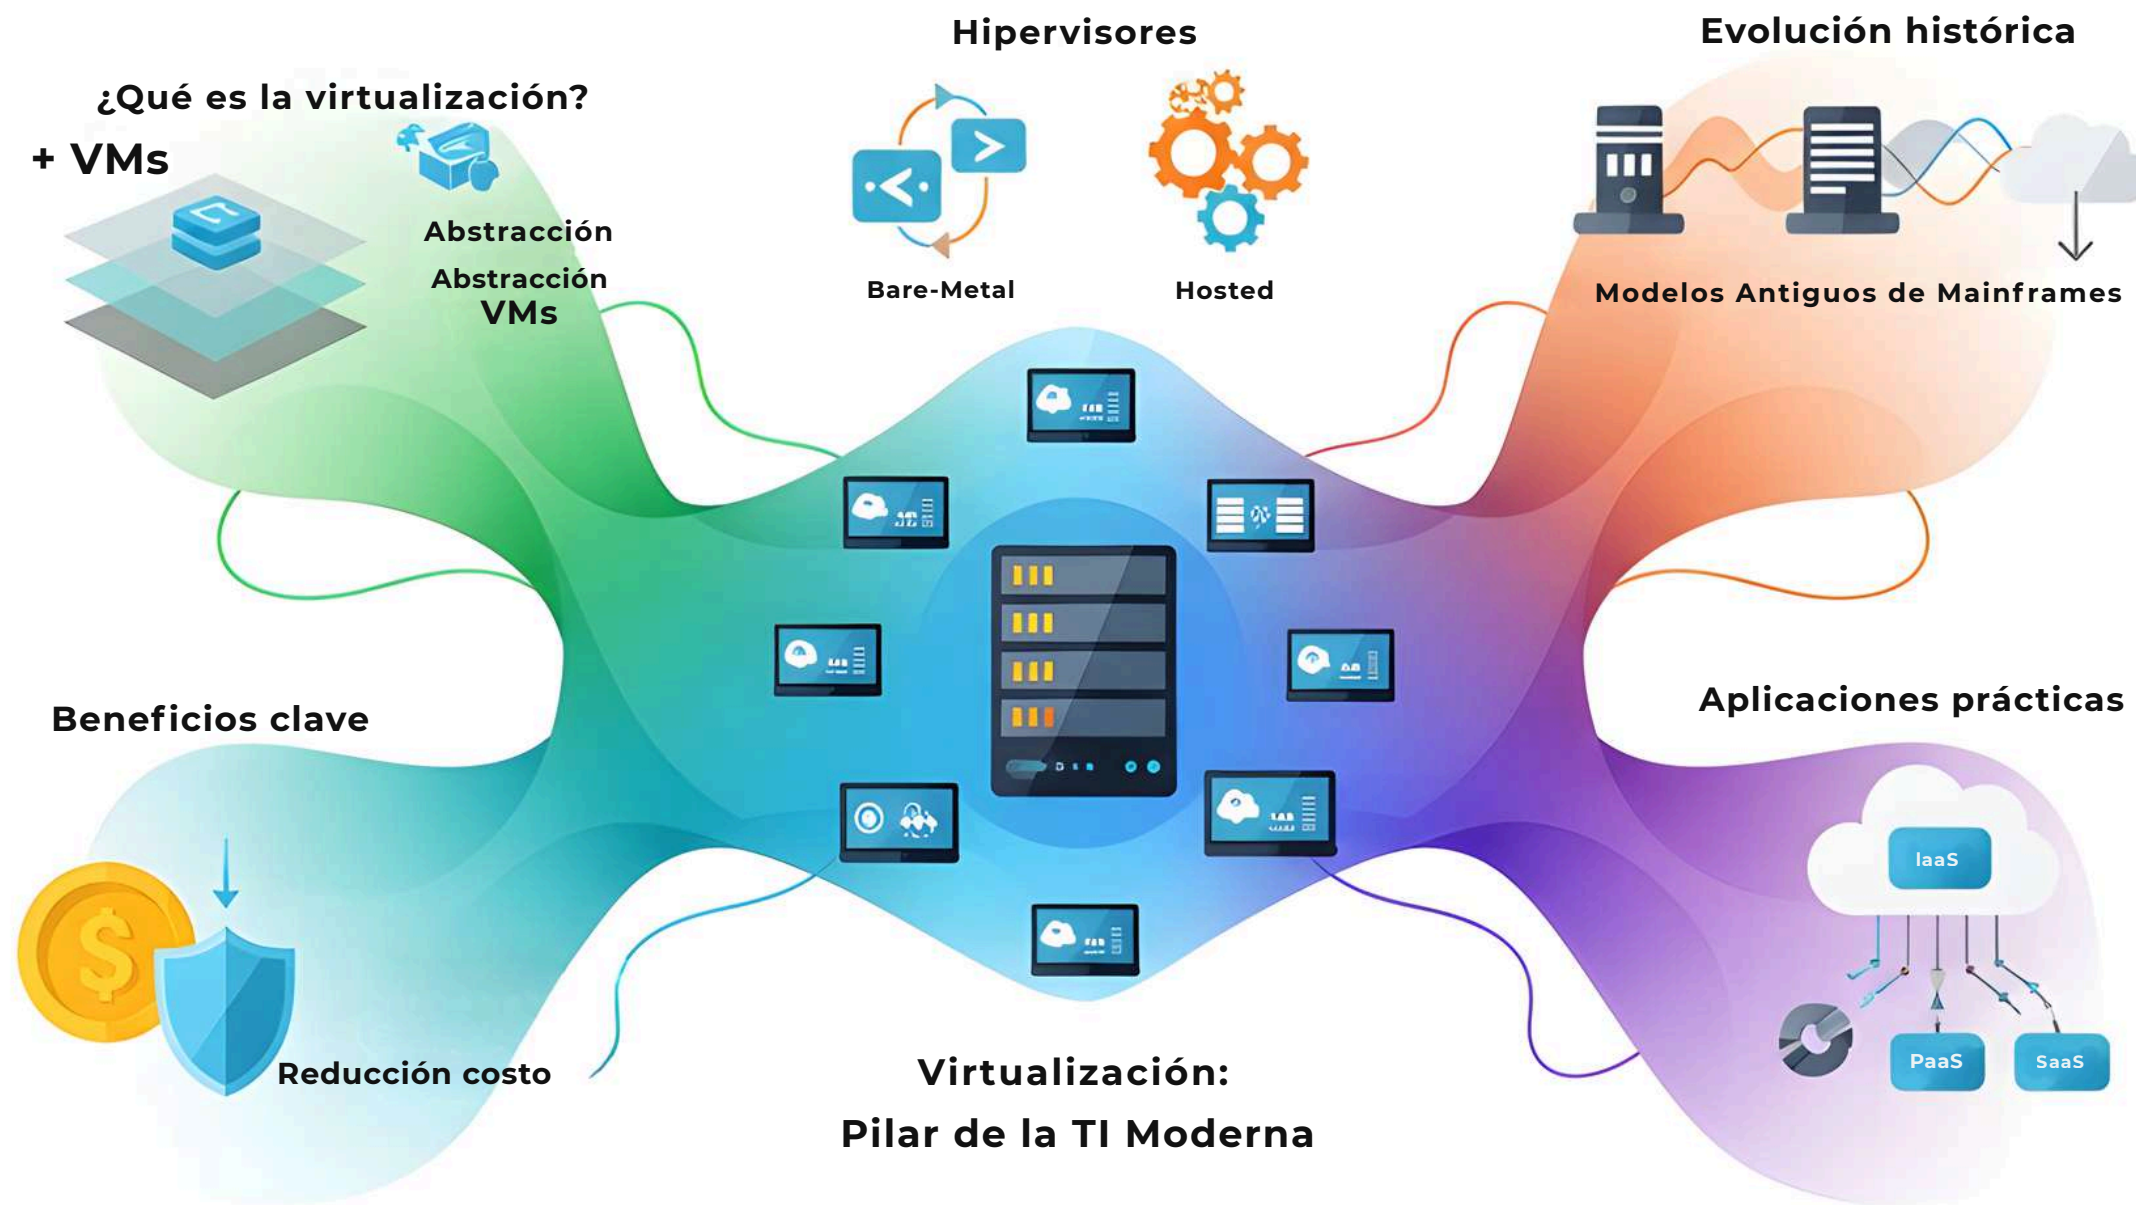 ¿Qué es la virtualización?
+ VMs
Abstracción
Abstracción
VMs
Hipervisores
Bare-Metal
Hosted
Evolución histórica
Modelos Antiguos de Mainframes
Beneficios clave
Reducción costo
Aplicaciones prácticas
IaaS
PaaS
SaaS
Virtualización:
Pilar de la TI Moderna